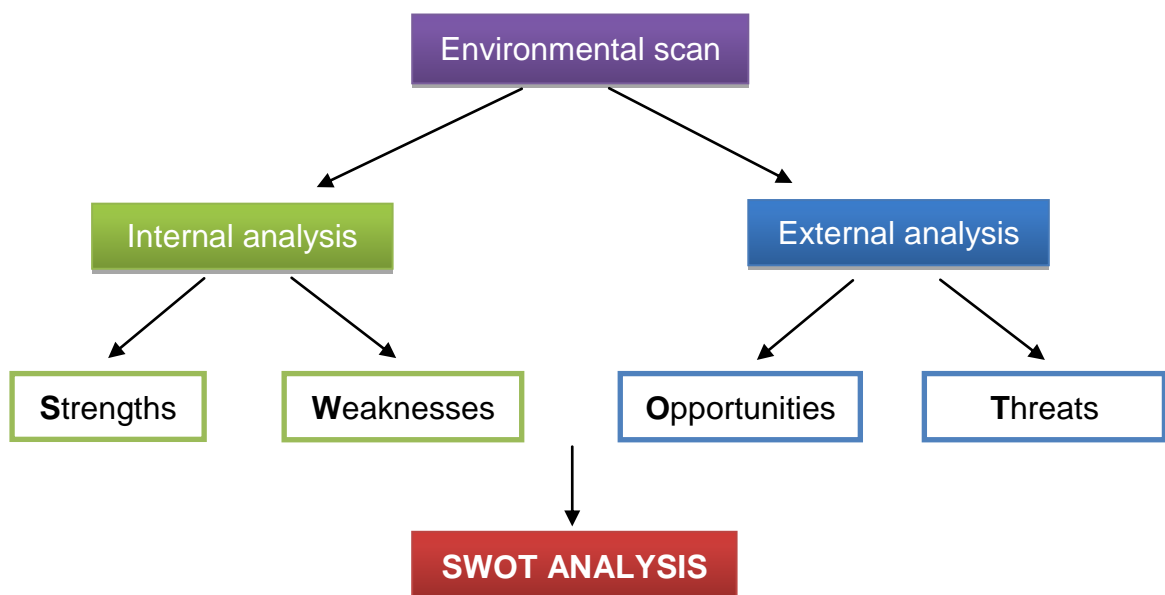 Environmental scan
Internal analysis
External analysis
Strengths
Weaknesses
Opportunities
Threats
SWOT ANALYSIS